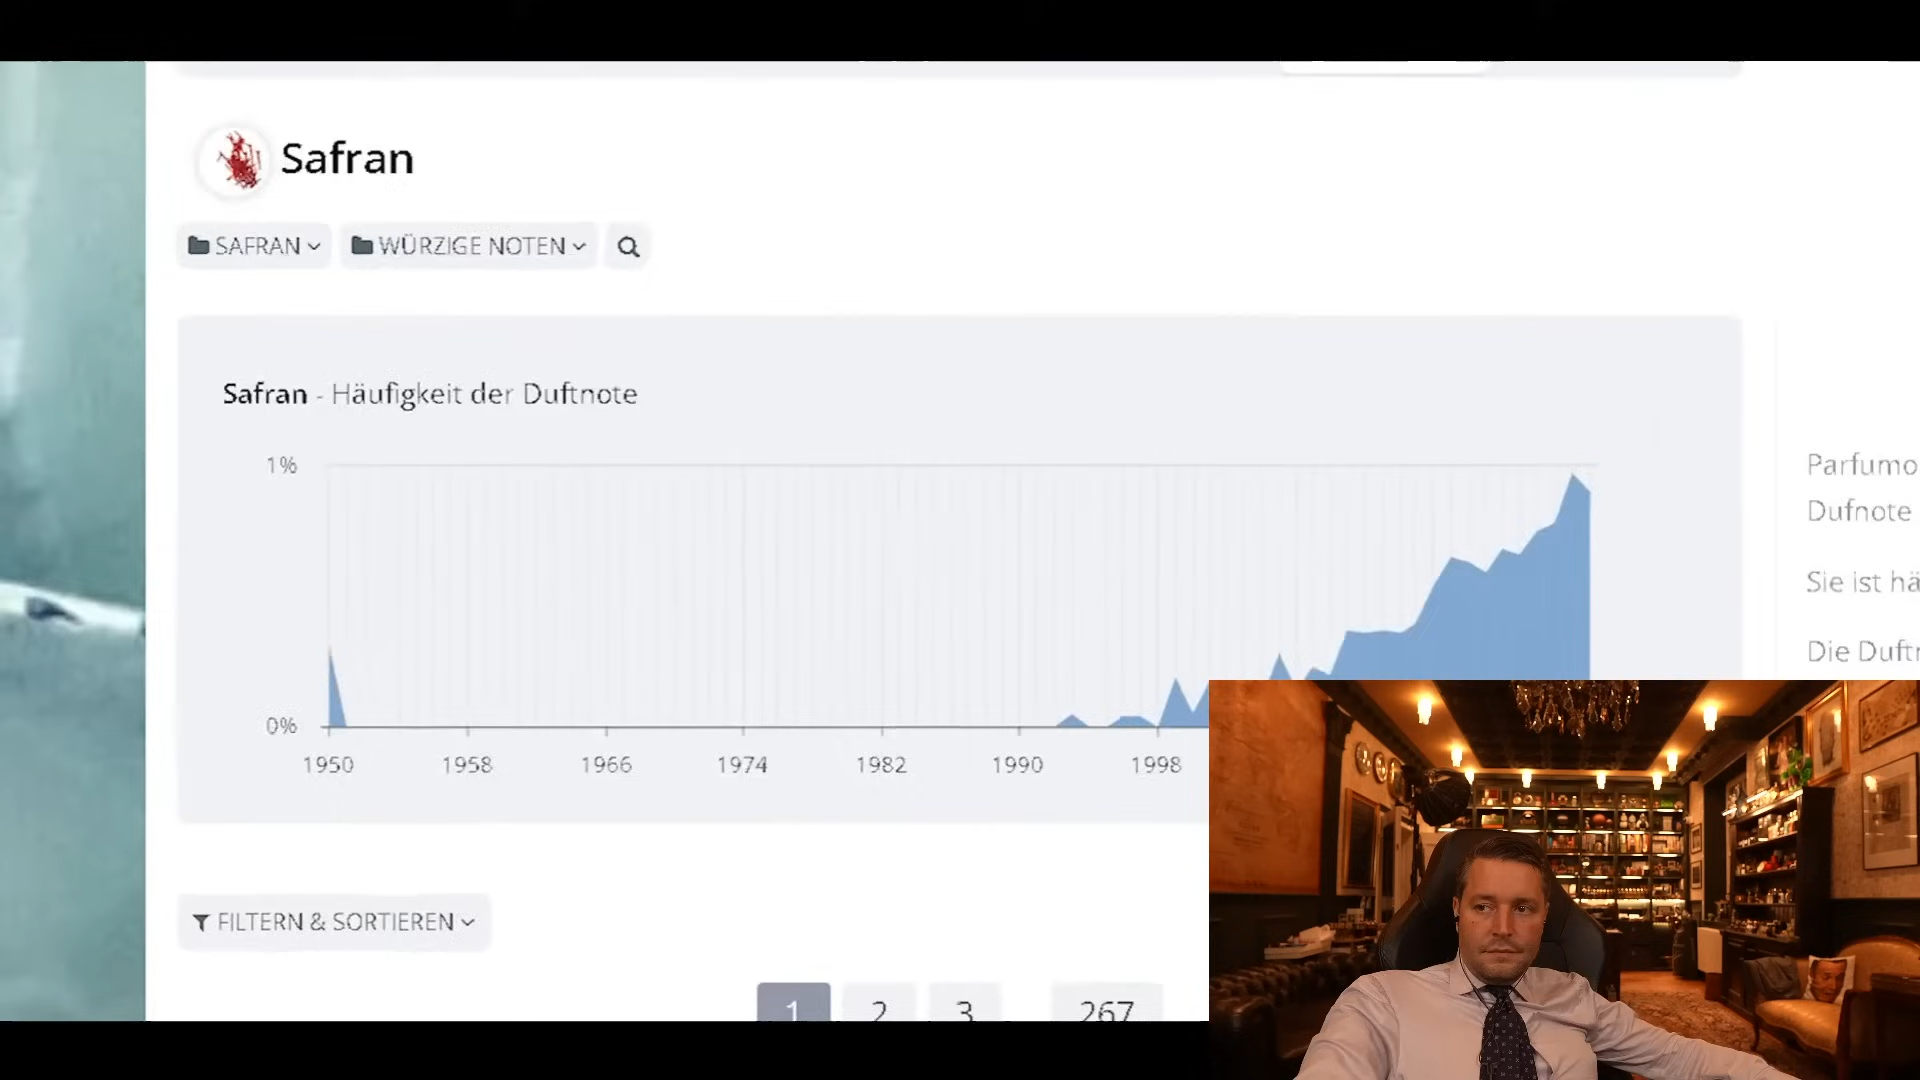 Safran
SAFRAN
WÜRZIGE NOTEN
Safran - Häufigkeit der Duftnote
1%
0%
1950 1958 1966 1974 1982 1990 1998
Parfumo
Dufnote
Sie ist hä
Die Duft
FILTERN & SORTIEREN
1 2 3 267